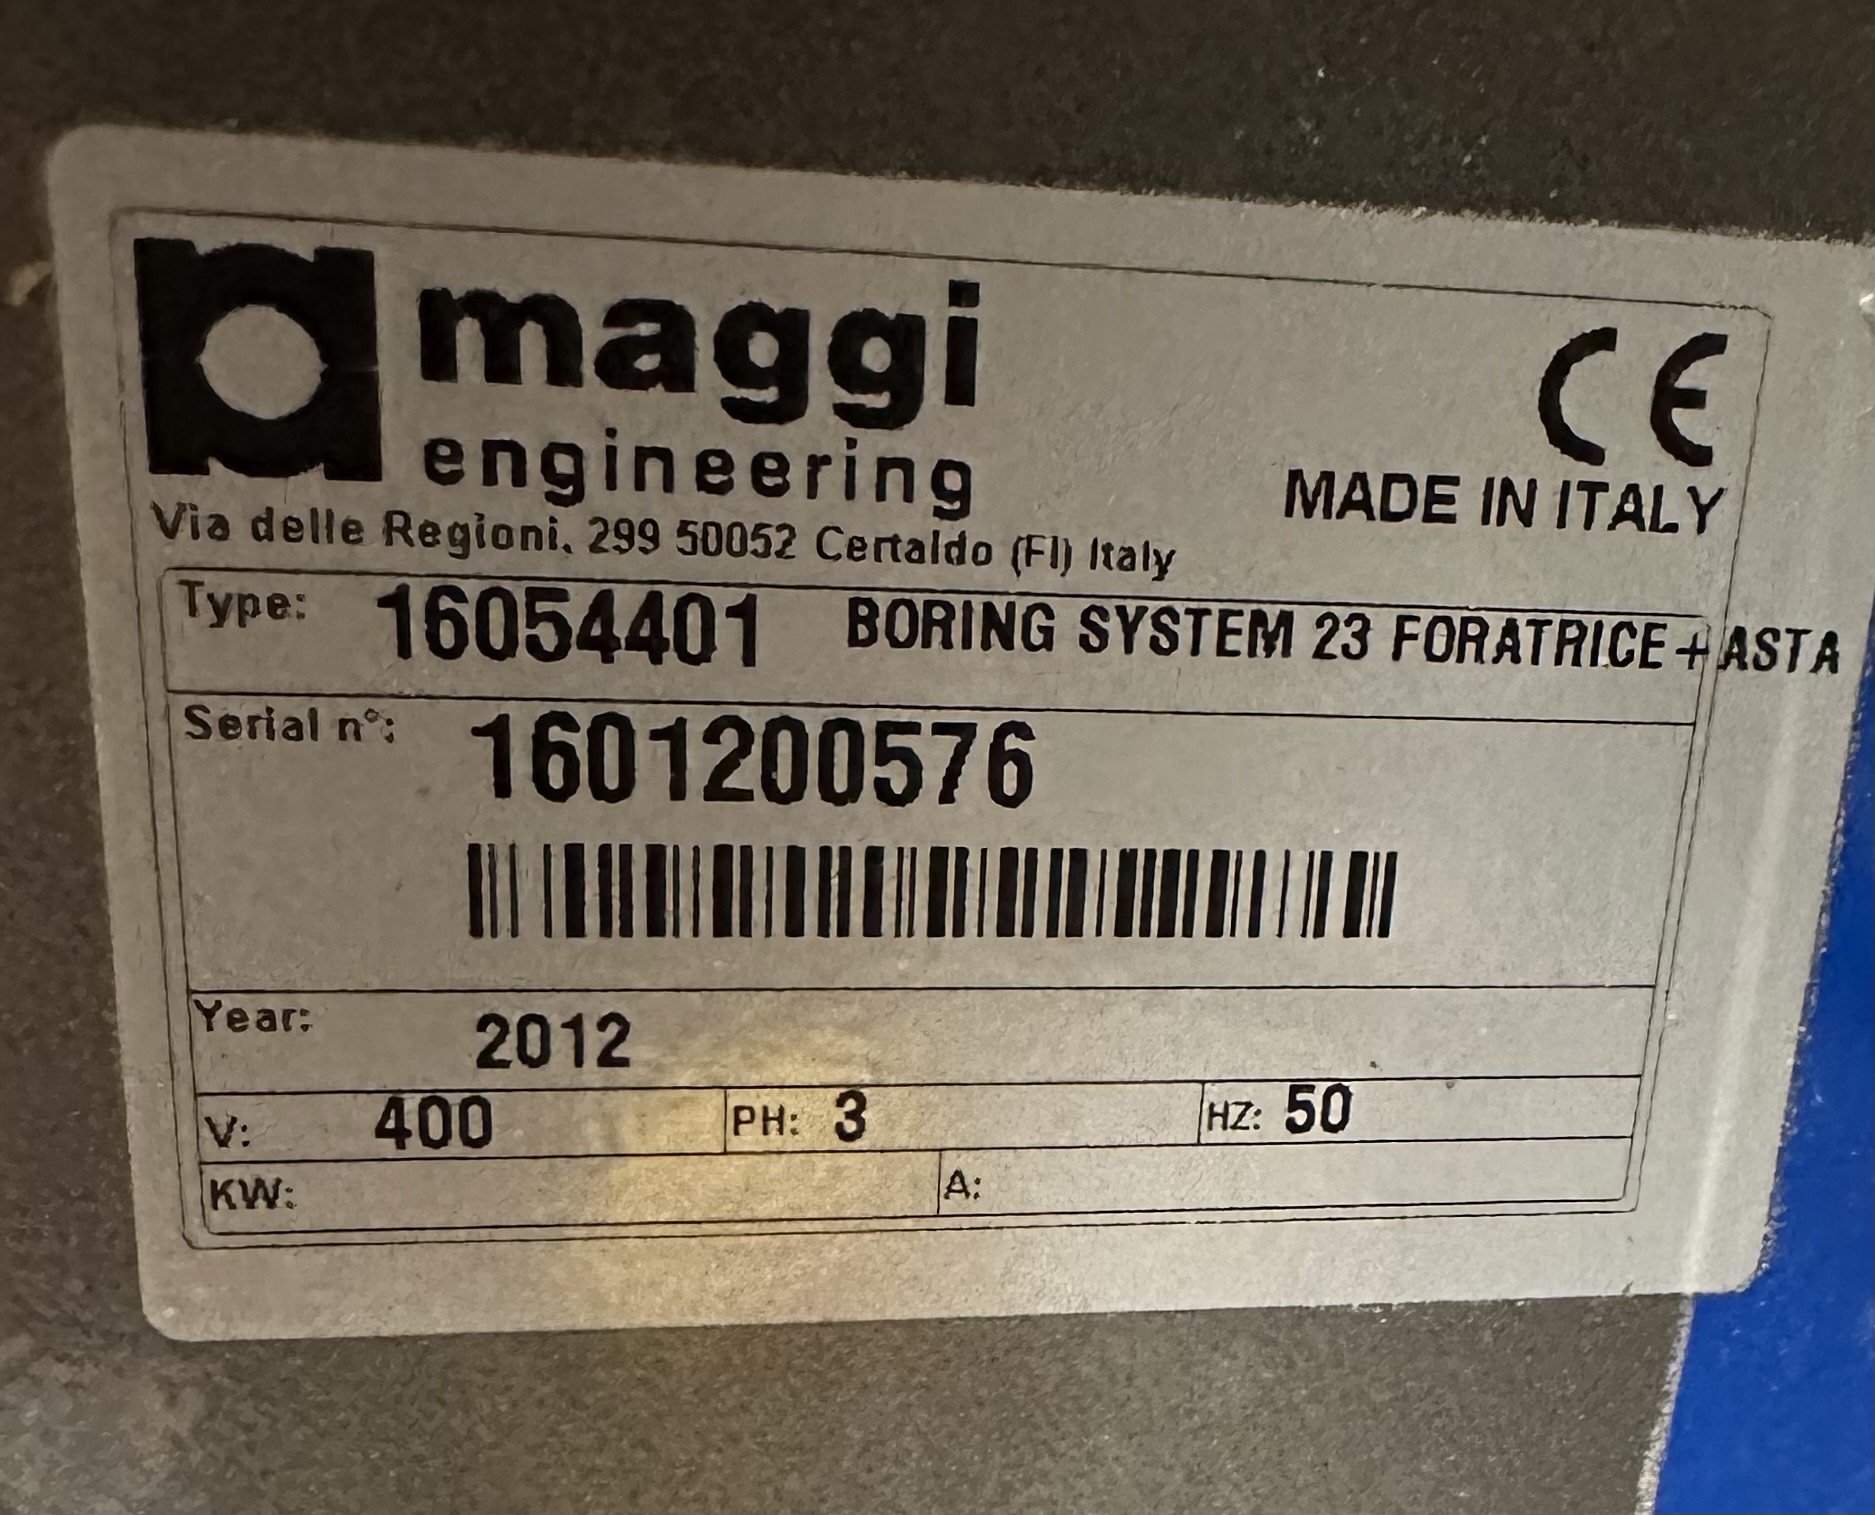 maggi
engineering
CE
MADE IN ITALY
Via delle Regioni, 299 50052 Certaldo (FI) Italy
Type: 16054401 BORING SYSTEM 23 FORATRICE+ASTA
Serial n°: 1601200576
Year: 2012
V: 400 PH: 3 HZ: 50
KW: A: